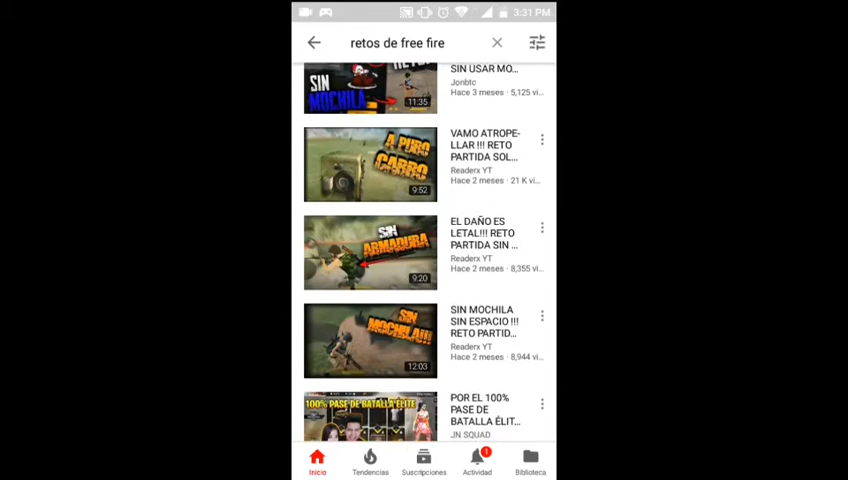 3:31 PM
retos de free fire
SIN
MOCHILA
11:35
SIN USAR MO...
Jonbtc
Hace 3 meses · 5,125 vi...
A PURO
CARRO
9:52
VAMO ATROPE-
LLAR !!! RETO
PARTIDA SOL...
Readerx YT
Hace 2 meses · 21 K vi...
SIN
ARMADURA
9:20
EL DAÑO ES
LETAL!!! RETO
PARTIDA SIN ...
Readerx YT
Hace 2 meses · 8,355 vi...
SIN
MOCHILA!!!
12:03
SIN MOCHILA
SIN ESPACIO !!!
RETO PARTID...
Readerx YT
Hace 2 meses · 8,944 vi...
100% PASE DE BATALLA ÉLITE
POR EL 100%
PASE DE
BATALLA ÉLIT...
JN SQUAD
1
Inicio
Tendencias
Suscripciones
Actividad
Biblioteca